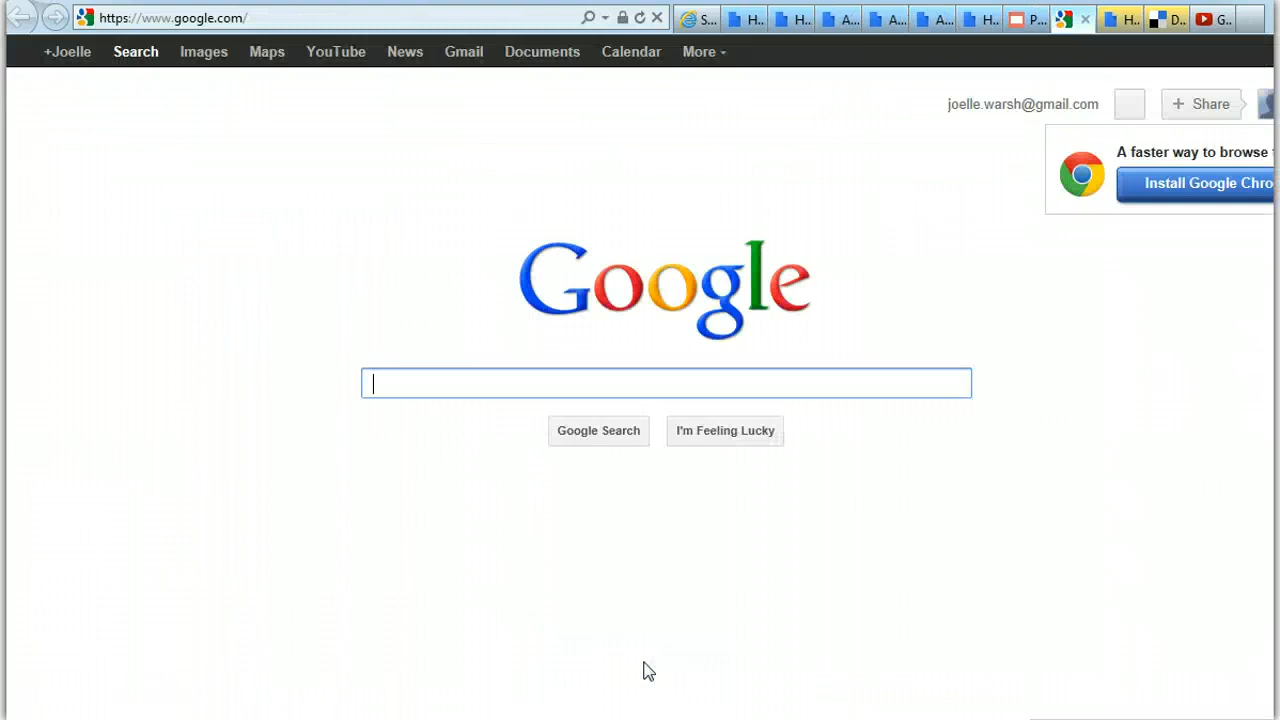 https://www.google.com/
S...
H...
H...
A...
A...
A...
H...
P...
H...
D...
G...
+Joelle Search Images Maps YouTube News Gmail Documents Calendar More
joelle.warsh@gmail.com
+ Share
A faster way to browse
Install Google Chro
Google
Google Search
I'm Feeling Lucky